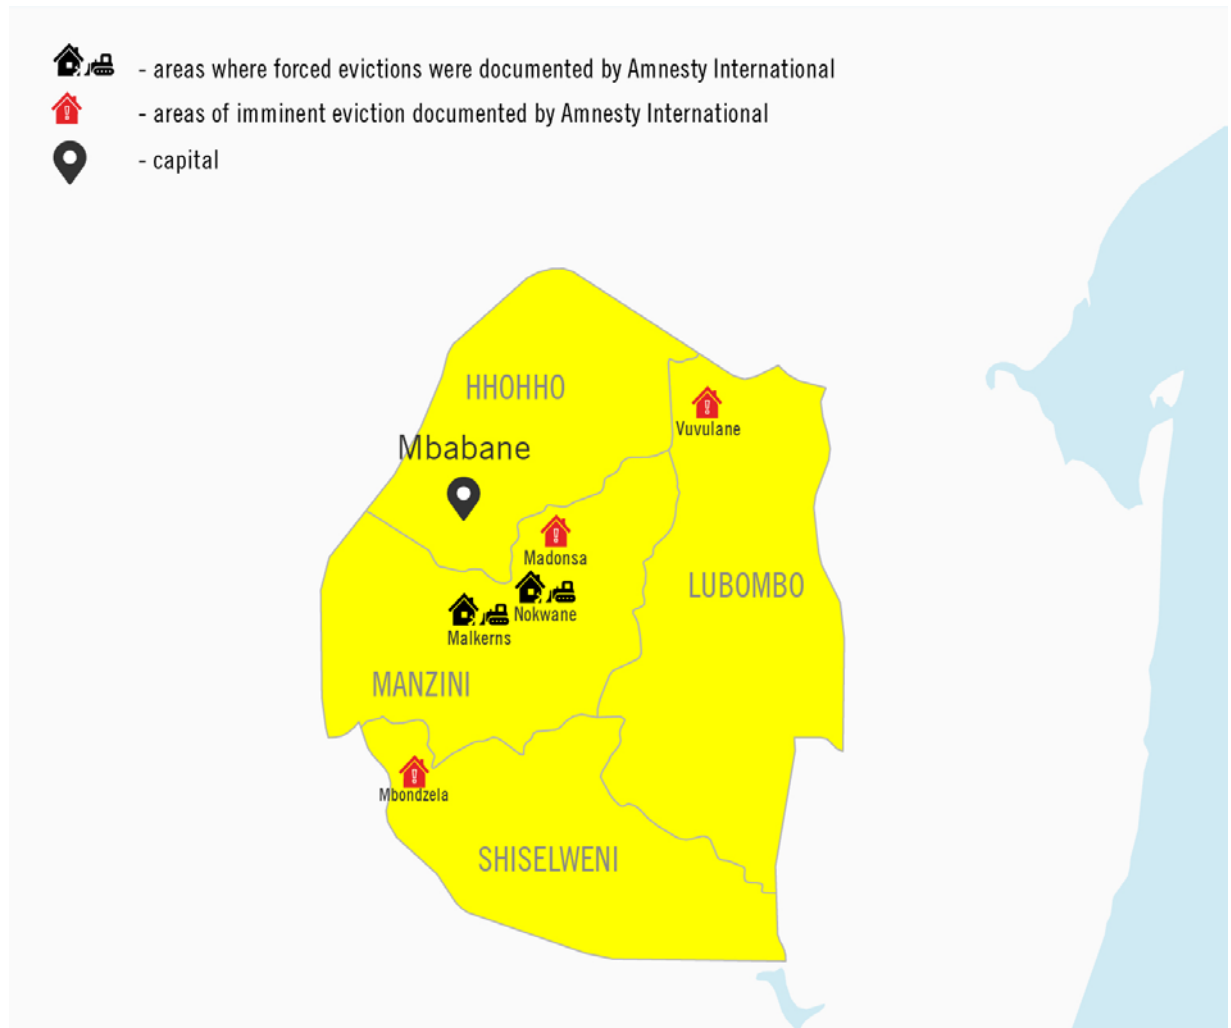 - areas where forced evictions were documented by Amnesty International
- areas of imminent eviction documented by Amnesty International
- capital
HHOHHO
Vuvulane
Mbabane
Madonsa
LUBOMBO
Nokwane
Malkerns
MANZINI
Mbondzela
SHISELWENI